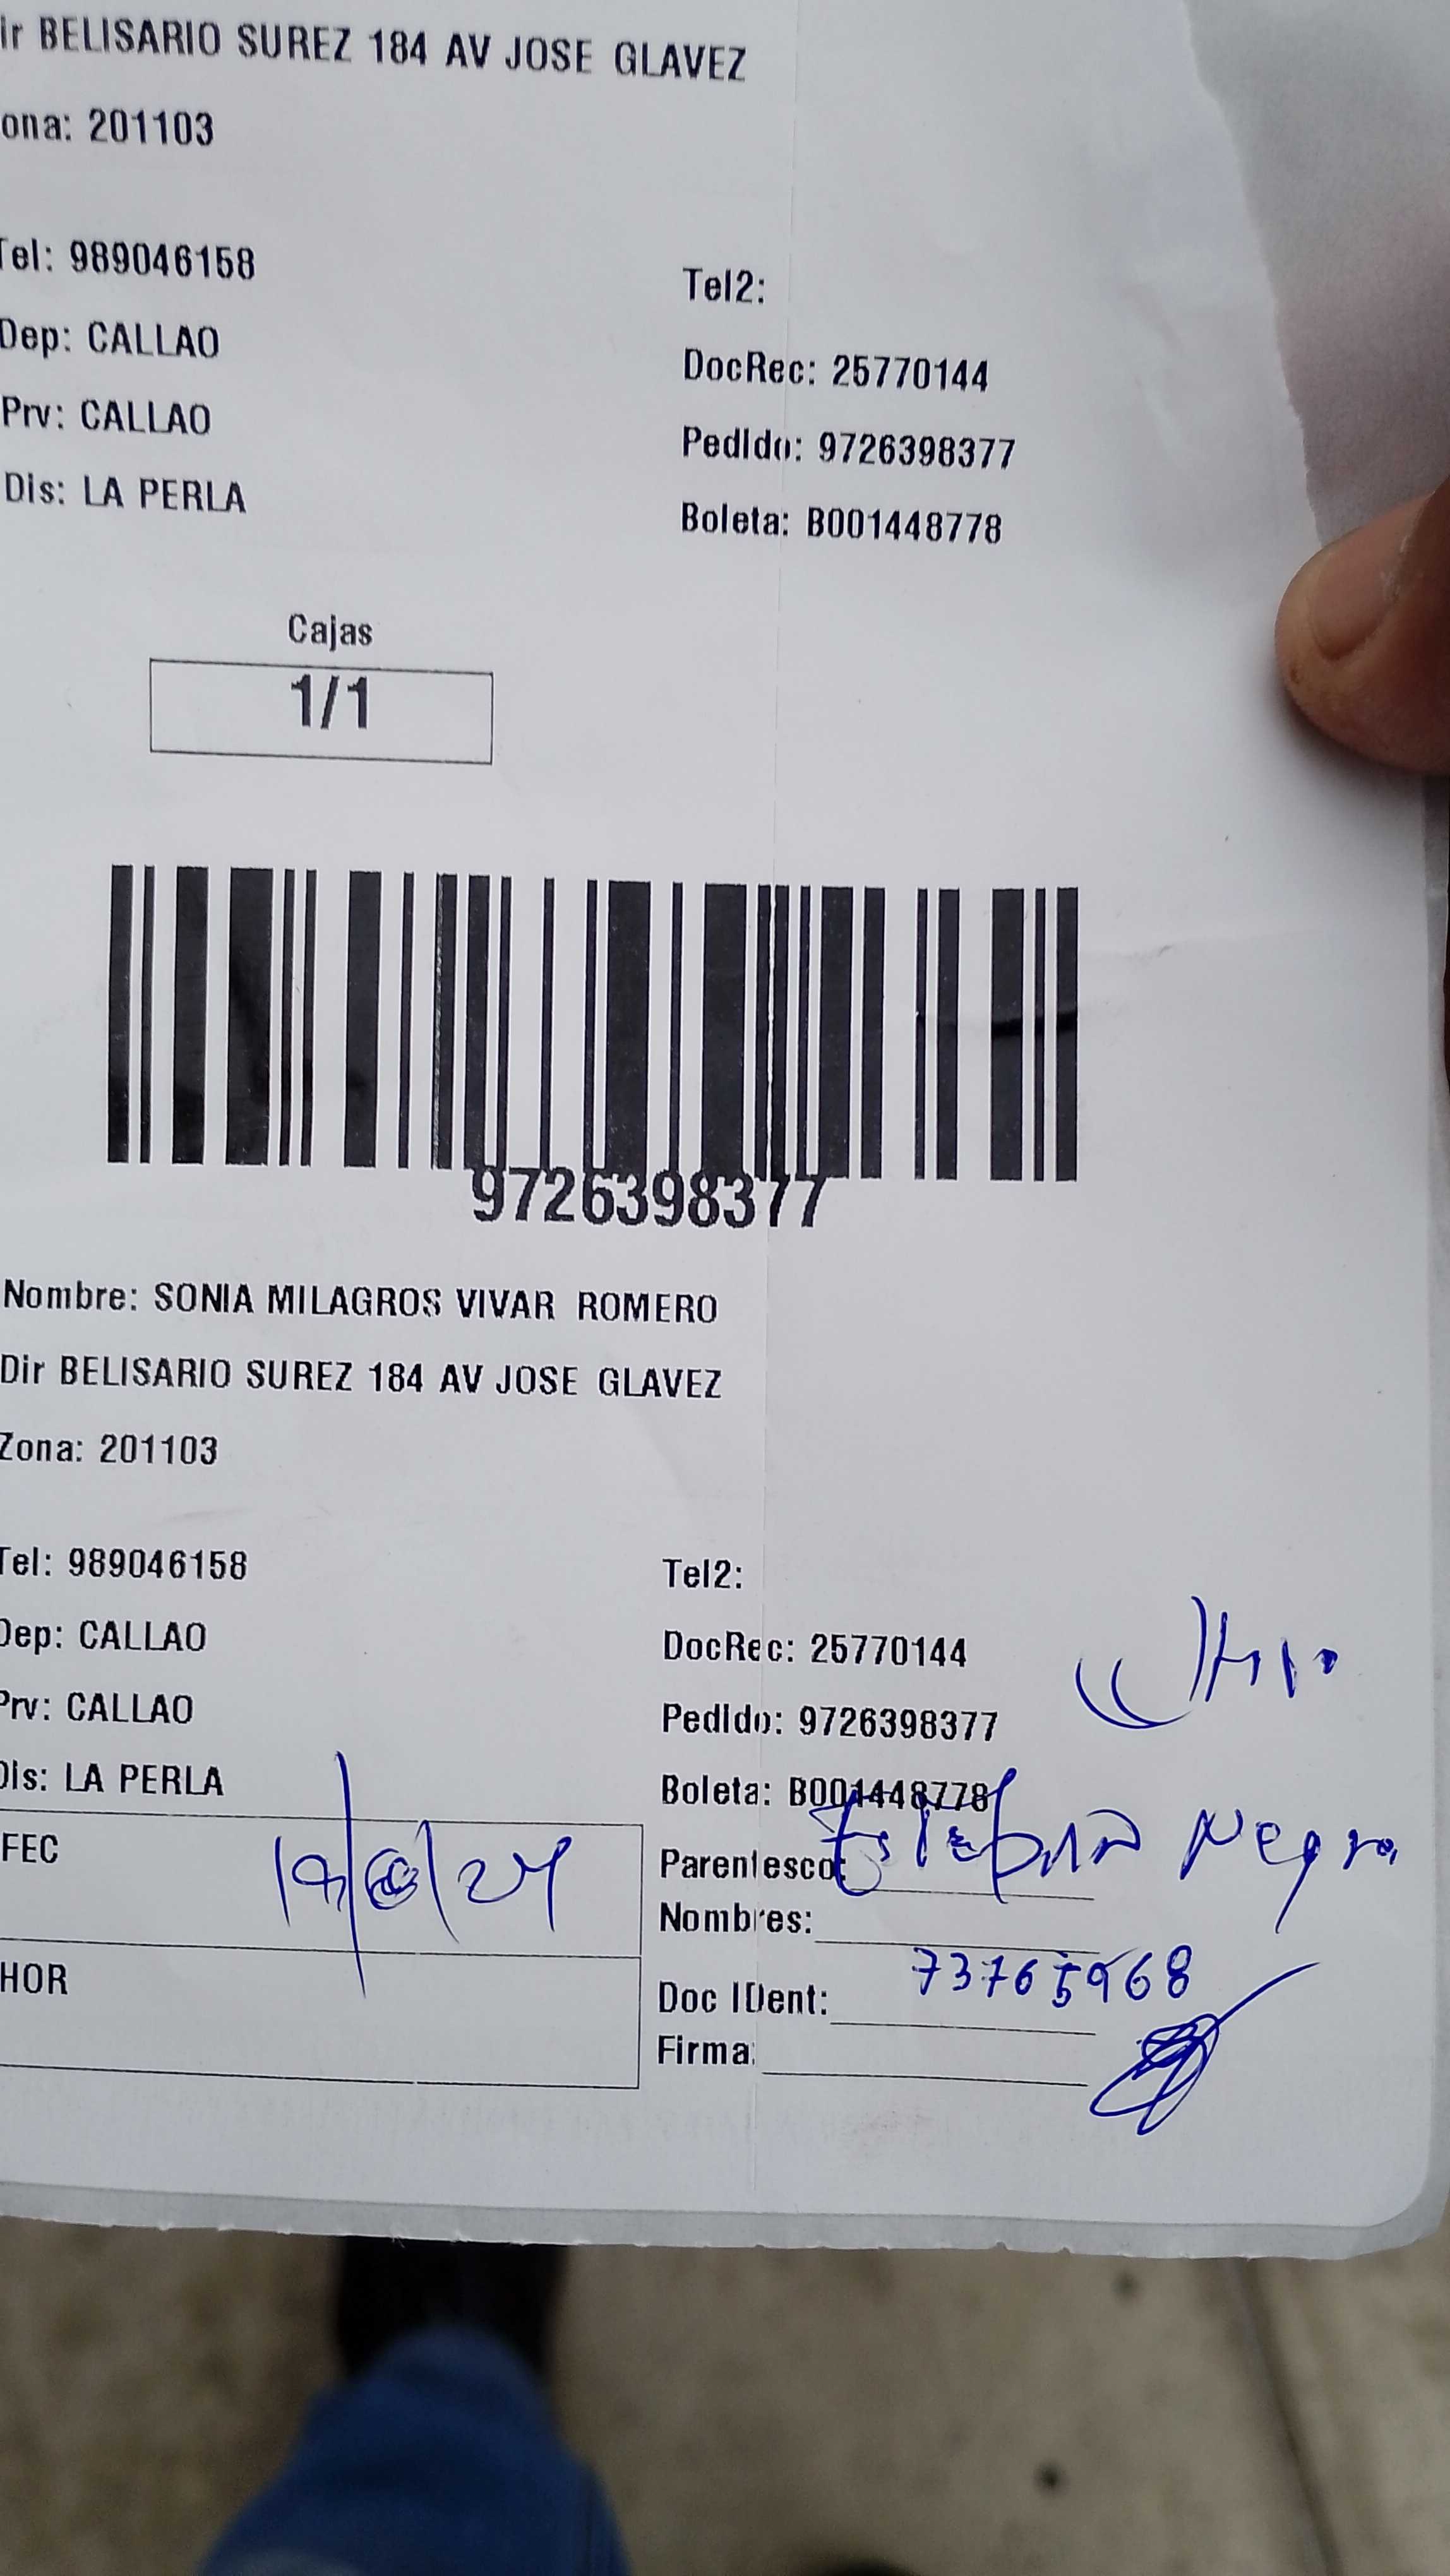 ir BELISARIO SUREZ 184 AV JOSE GLAVEZ
ona: 201103
Tel: 989046158
Tel2:
Dep: CALLAO
DocRec: 25770144
Prv: CALLAO
PedIdo: 9726398377
Dis: LA PERLA
Boleta: B001448778
Cajas
1/1
9726398377
Nombre: SONIA MILAGROS VIVAR ROMERO
Dir BELISARIO SUREZ 184 AV JOSE GLAVEZ
Zona: 201103
Tel: 989046158
Tel2:
Dep: CALLAO
DocRec: 25770144
Prv: CALLAO
PedIdo: 9726398377
Dis: LA PERLA
Boleta: B001448778
FEC
Parentesco: Negro
Nombres:
HOR
Doc IDent: 73765968
Firma: